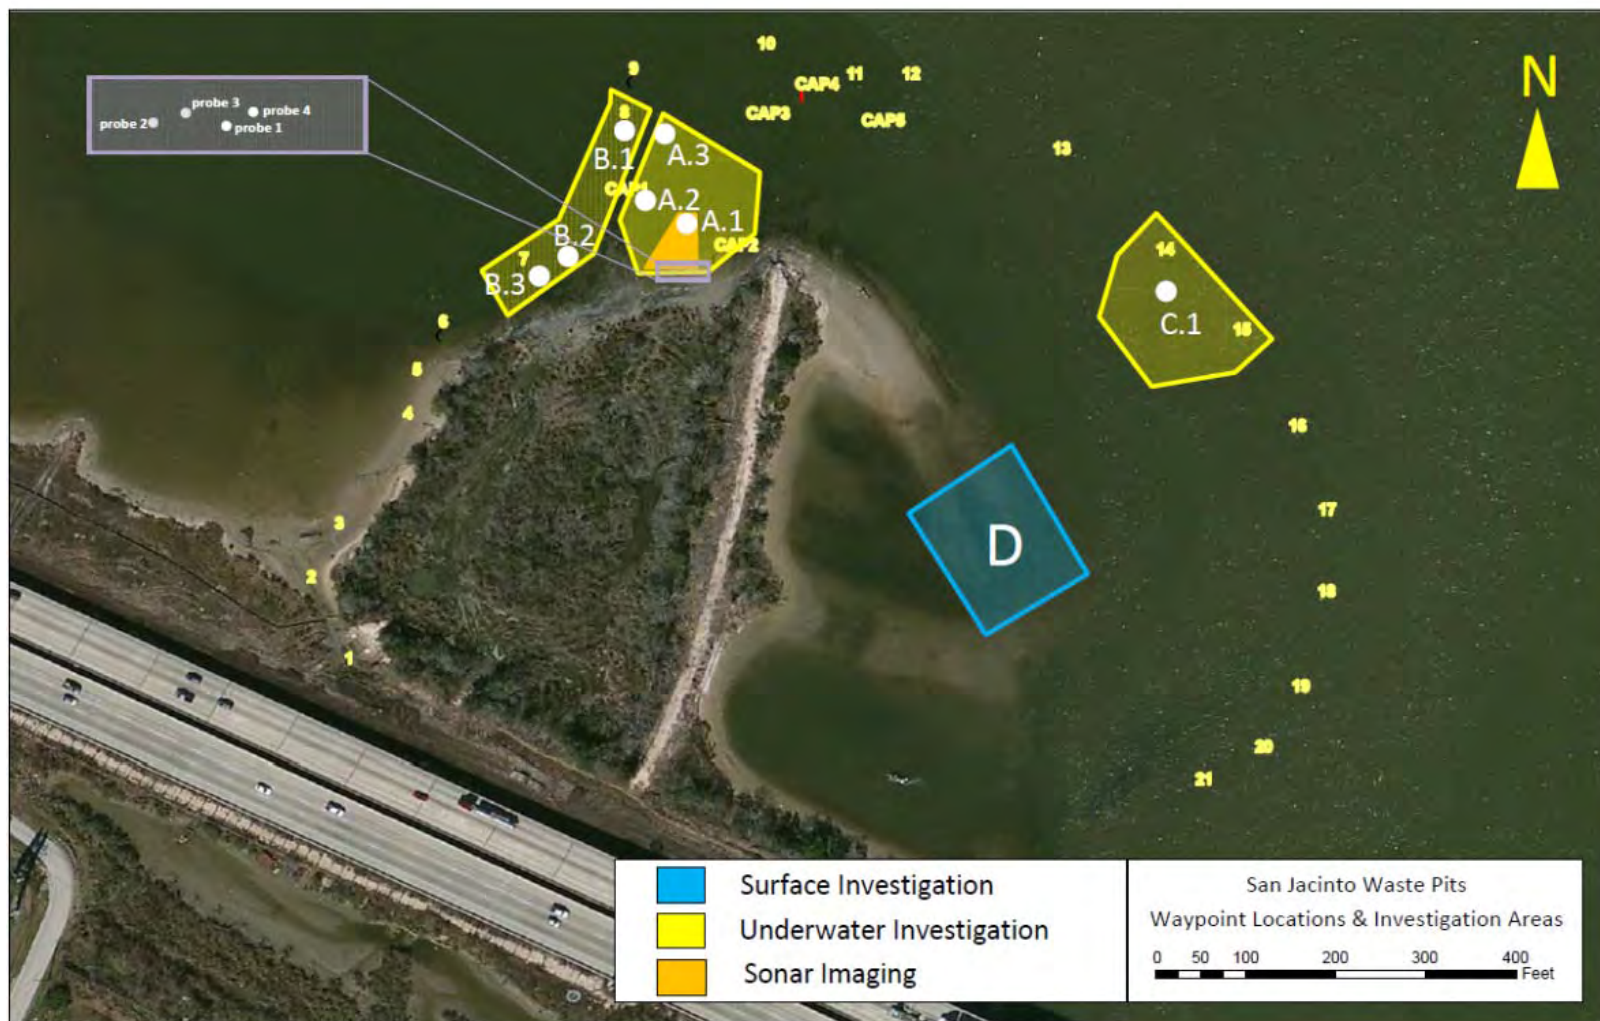 10
9
11
12
CAP4
N
probe 3
probe 4
probe 2
probe 1
CAP3
CAP5
8
13
B.1
A.3
CAP1
A.2
A.1
B.2
CAP2
14
7
B.3
6
C.1
15
5
4
16
3
17
D
2
18
1
19
20
21
Surface Investigation
Underwater Investigation
Sonar Imaging
San Jacinto Waste Pits
Waypoint Locations & Investigation Areas
0 50 100 200 300 400
Feet